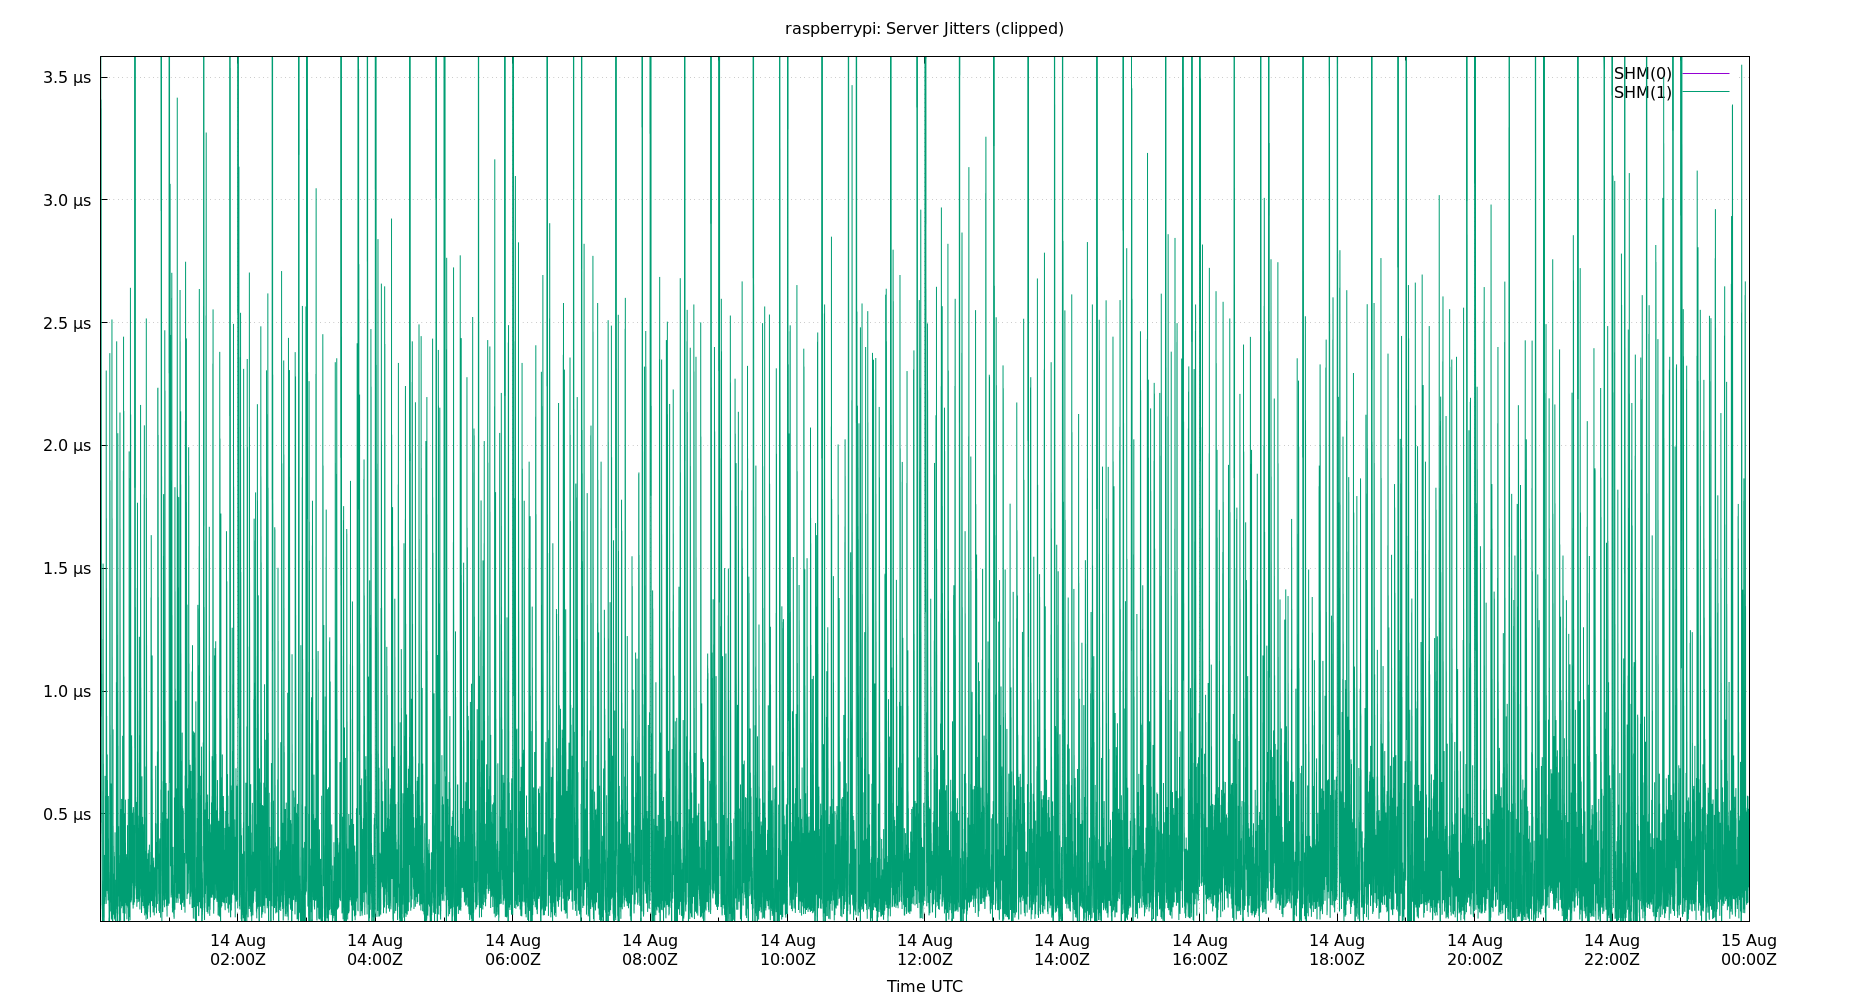 raspberrypi: Server Jitters (clipped)
3.5 µs
3.0 µs
2.5 µs
2.0 µs
1.5 µs
1.0 µs
0.5 µs
SHM(0)
SHM(1)
14 Aug 14 Aug 14 Aug 14 Aug 14 Aug 14 Aug 14 Aug 14 Aug 14 Aug 14 Aug 14 Aug 15 Aug
02:00Z 04:00Z 06:00Z 08:00Z 10:00Z 12:00Z 14:00Z 16:00Z 18:00Z 20:00Z 22:00Z 00:00Z
Time UTC